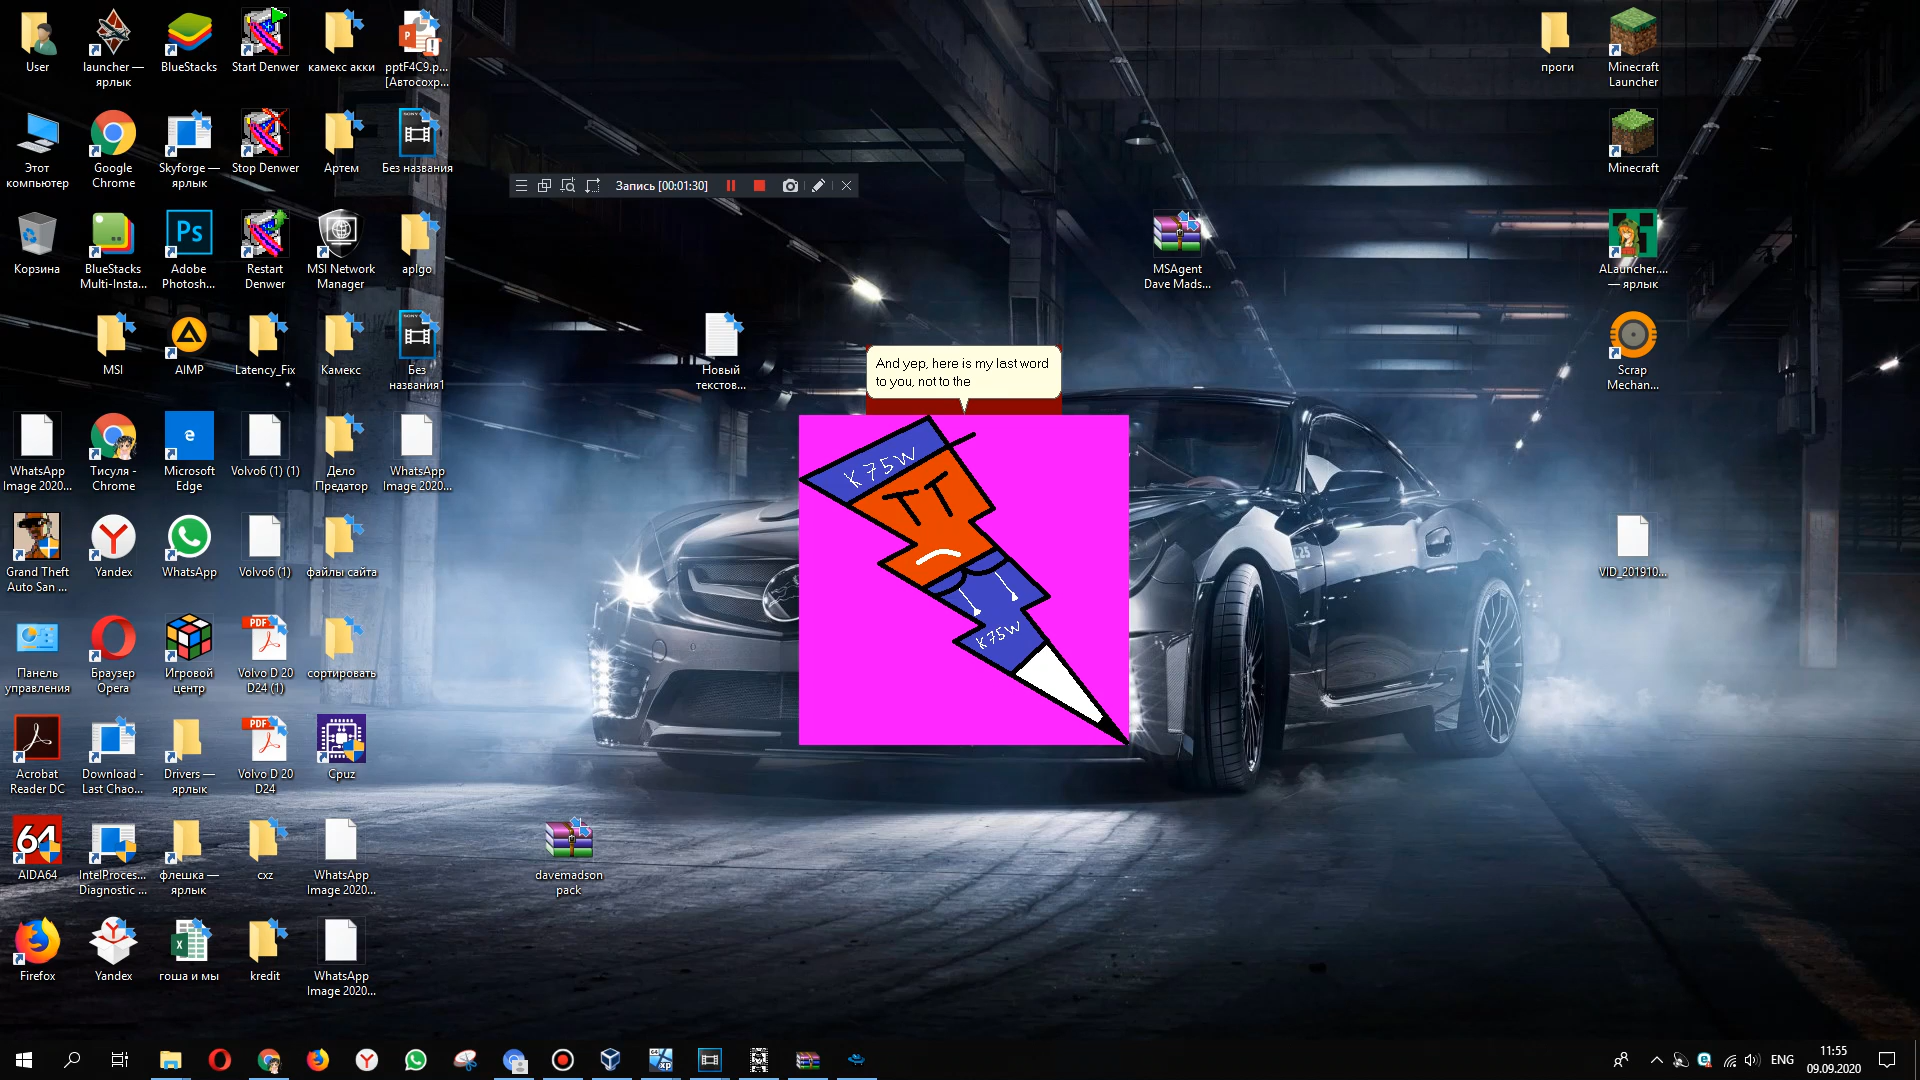 User
launcher —
ярлык
BlueStacks
Start Denwer
камекс акки
pptF4C9.p...
[Автосохр...
проги
Minecraft
Launcher
Этот
компьютер
Google
Chrome
Skyforge —
ярлык
Stop Denwer
Артем
Без названия
Minecraft
Запись [00:01:30]
Корзина
BlueStacks
Multi-Insta...
Ps
Adobe
Photosh...
Restart
Denwer
MSI Network
Manager
aplgo
MSAgent
Dave Mads...
ALauncher....
— ярлык
MSI
AIMP
Latency_Fix
Камекс
Без
названия1
Новый
текстов...
Scrap
Mechan...
And yep, here is my last word
to you, not to the
K75W
K75W
WhatsApp
Image 2020...
Тисуля -
Chrome
Microsoft
Edge
Volvo6 (1) (1)
Дело
Предатор
WhatsApp
Image 2020...
Grand Theft
Auto San ...
Yandex
WhatsApp
Volvo6 (1)
файлы сайта
VID_201910...
Панель
управления
Браузер
Opera
Игровой
центр
PDF
Volvo D 20
D24 (1)
сортировать
Acrobat
Reader DC
Download -
Last Chao...
Drivers —
ярлык
PDF
Volvo D 20
D24
Cpuz
64
AIDA64
IntelProces...
Diagnostic ...
флешка —
ярлык
cxz
WhatsApp
Image 2020...
davemadson
pack
Firefox
Yandex
гоша и мы
kredit
WhatsApp
Image 2020...
ENG
11:55
09.09.2020